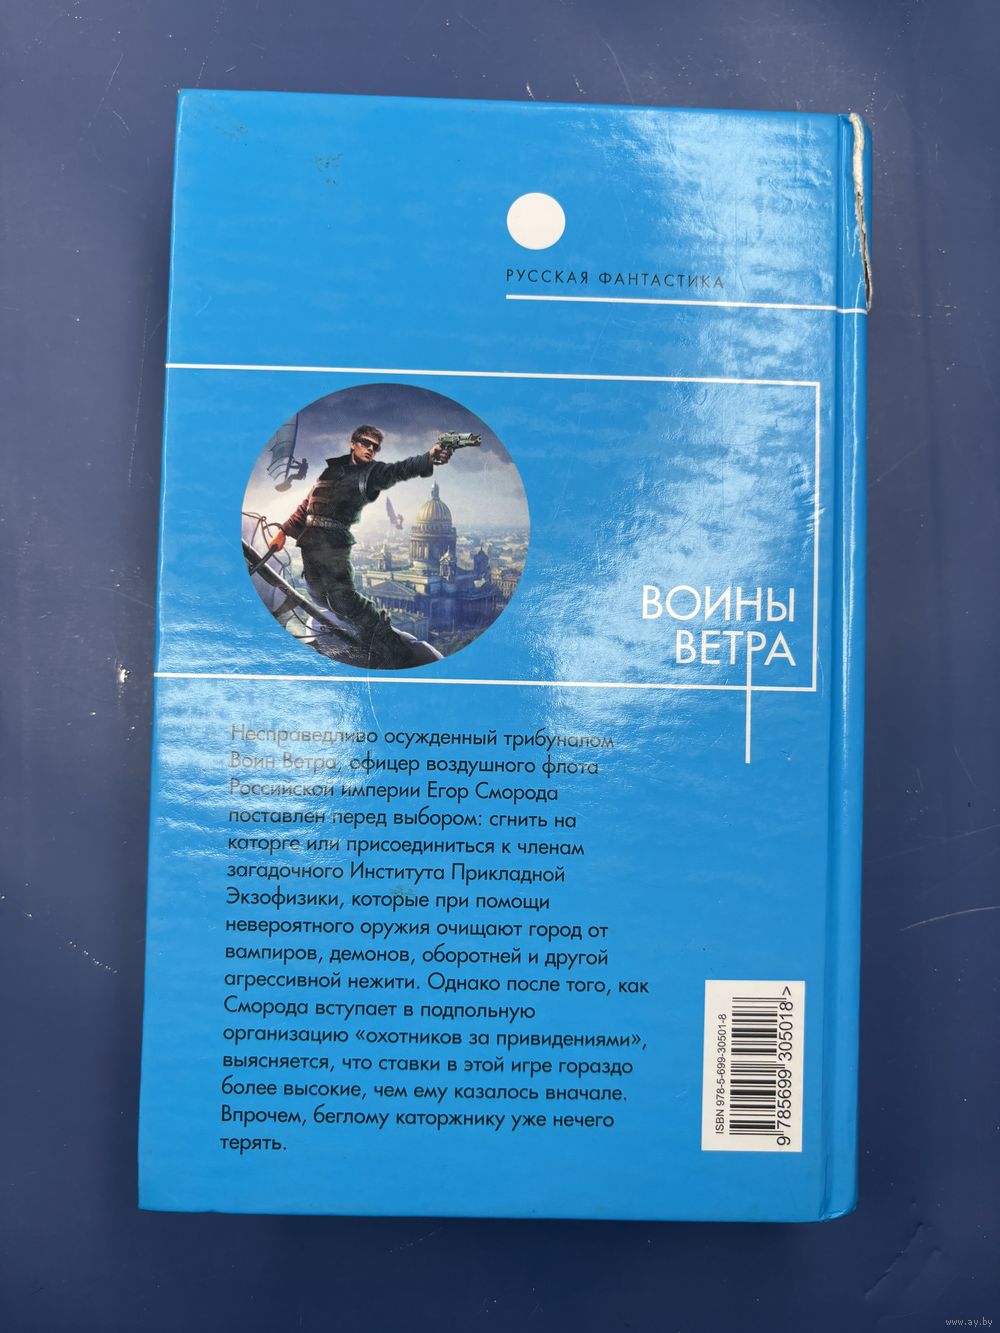 РУССКАЯ ФАНТАСТИКА
ВОИНЫ
ВЕТРА
Несправедливо осужденный трибуналом
Воин Ветра, офицер воздушного флота
Российской империи Егор Сморода
поставлен перед выбором: сгнить на
каторге или присоединиться к членам
загадочного Института Прикладной
Экзофизики, которые при помощи
невероятного оружия очищают город от
вампиров, демонов, оборотней и другой
агрессивной нежити. Однако после того, как
Сморода вступает в подпольную
организацию «охотников за привидениями»,
выясняется, что ставки в этой игре гораздо
более высокие, чем ему казалось вначале.
Впрочем, беглому каторжнику уже нечего
терять.
ISBN 978-5-699-30501-8
9 785699 305018 >
www.ay.by